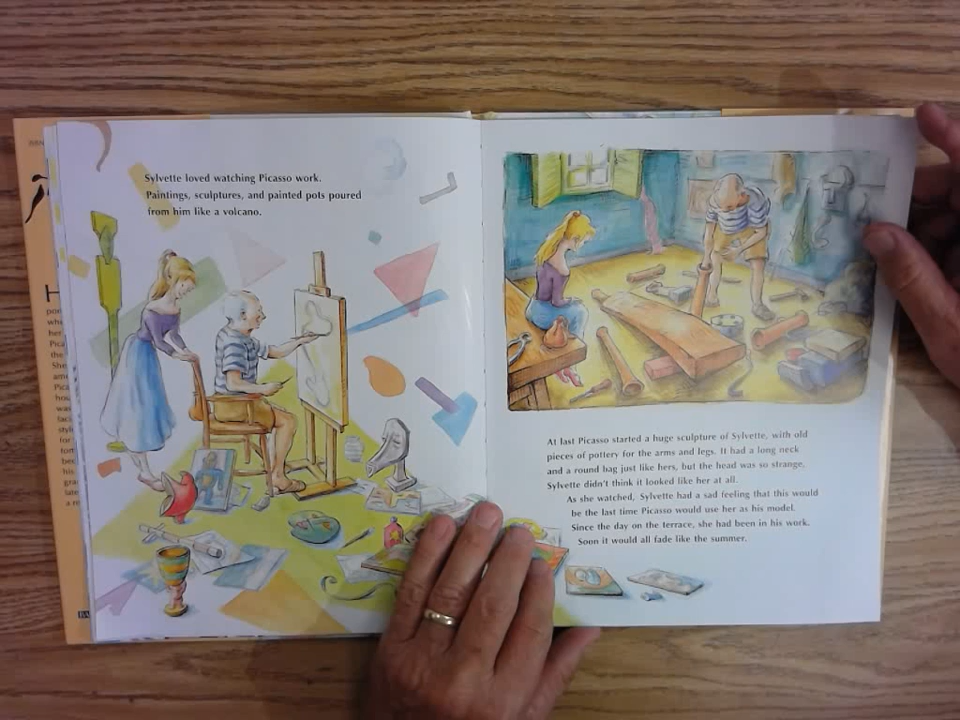 Sylvette loved watching Picasso work.
Paintings, sculptures, and painted pots poured
from him like a volcano.
At last Picasso started a huge sculpture of Sylvette, with old
pieces of pottery for the arms and legs. It had a long neck
and a round bag just like hers, but the head was so strange,
Sylvette didn't think it looked like her at all.
As she watched, Sylvette had a sad feeling that this would
be the last time Picasso would use her as his model.
Since the day on the terrace, she had been in his work.
Soon it would all fade like the summer.